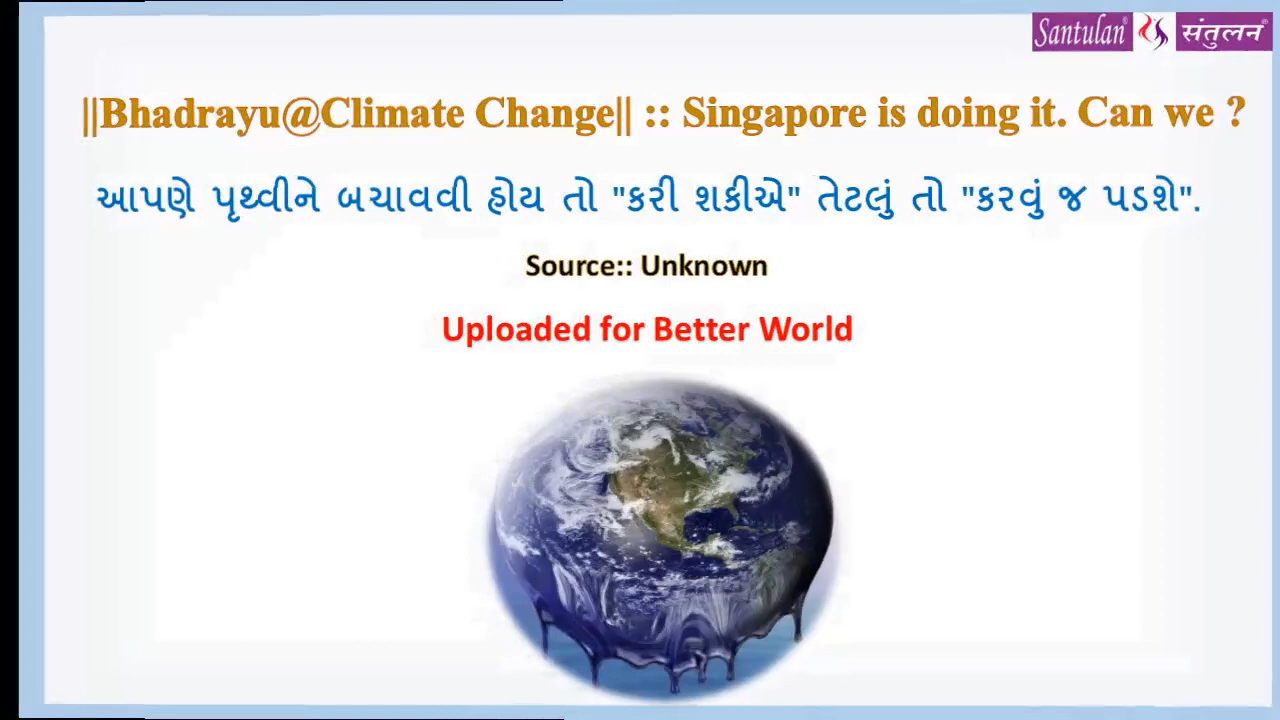 Santulan® संतुलन®
||Bhadrayu@Climate Change|| :: Singapore is doing it. Can we ?
આપણે પૃથ્વીને બચાવવી હોય તો "કરી શકીએ" તેટલું તો "કરવું જ પડશે".
Source:: Unknown
Uploaded for Better World